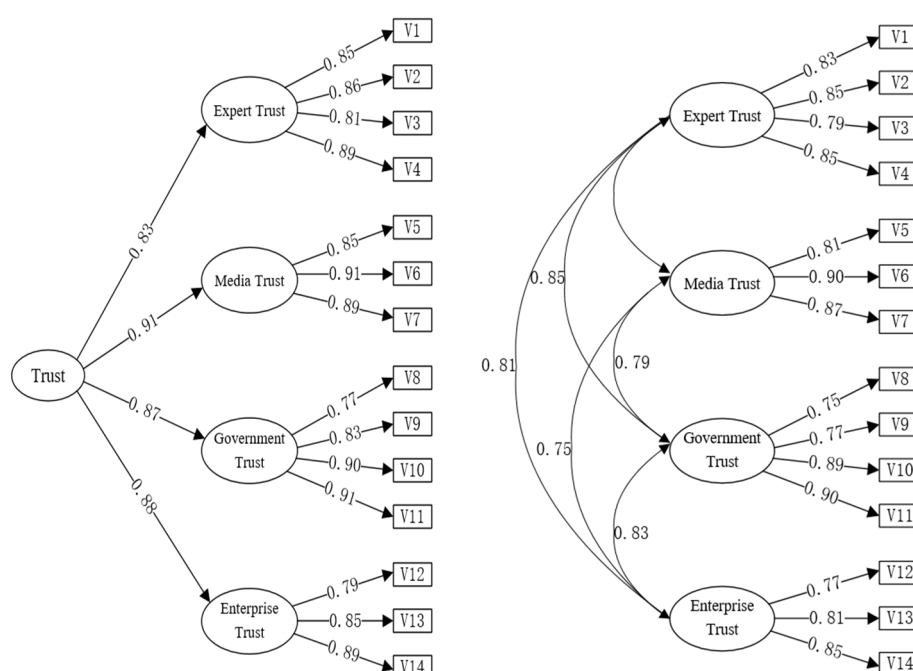 Trust
0.83
0.91
0.87
0.88
Expert Trust
0.85
0.86
0.81
0.89
V1
V2
V3
V4
Media Trust
0.85
0.91
0.89
V5
V6
V7
Government
Trust
0.77
0.83
0.90
0.91
V8
V9
V10
V11
Enterprise
Trust
0.79
0.85
0.89
V12
V13
V14
0.85
0.81
0.79
0.75
0.83
Expert Trust
0.83
0.85
0.79
0.85
V1
V2
V3
V4
Media Trust
0.81
0.90
0.87
V5
V6
V7
Government
Trust
0.75
0.77
0.89
0.90
V8
V9
V10
V11
Enterprise
Trust
0.77
0.81
0.85
V12
V13
V14